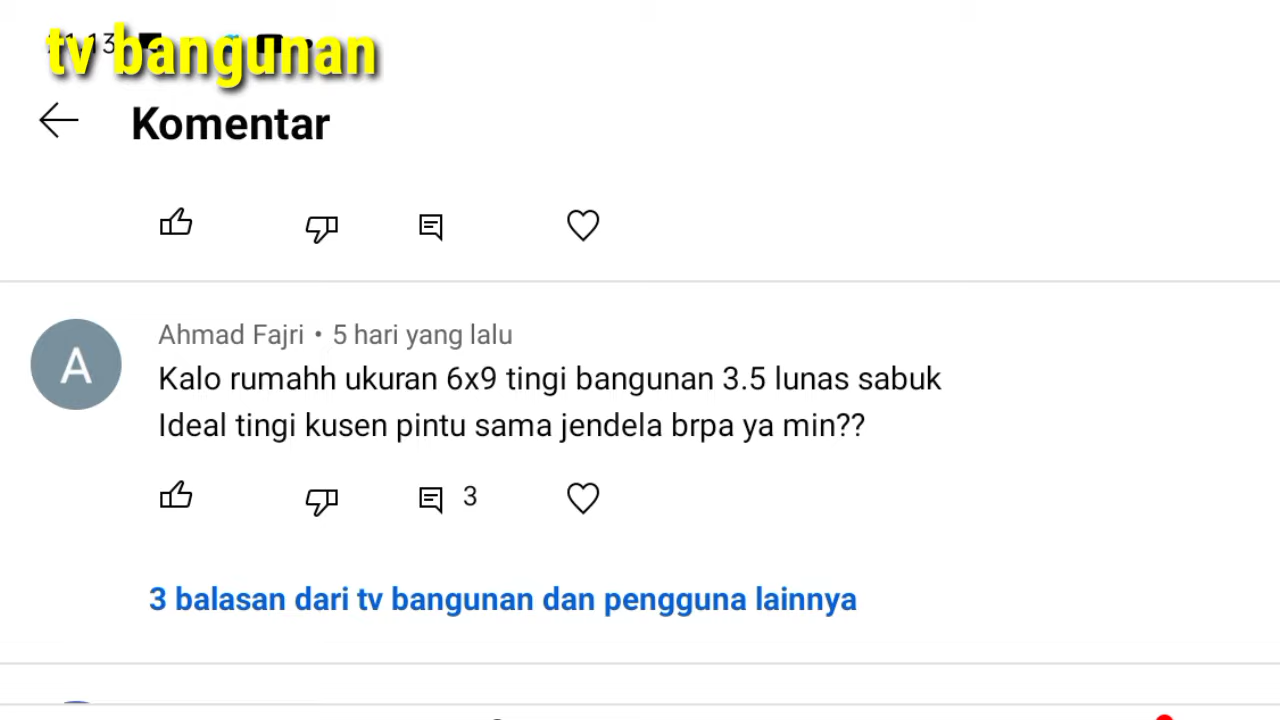 tv bangunan
Komentar
Ahmad Fajri • 5 hari yang lalu
Kalo rumahh ukuran 6x9 tingi bangunan 3.5 lunas sabuk
Ideal tingi kusen pintu sama jendela brpa ya min??
3
3 balasan dari tv bangunan dan pengguna lainnya